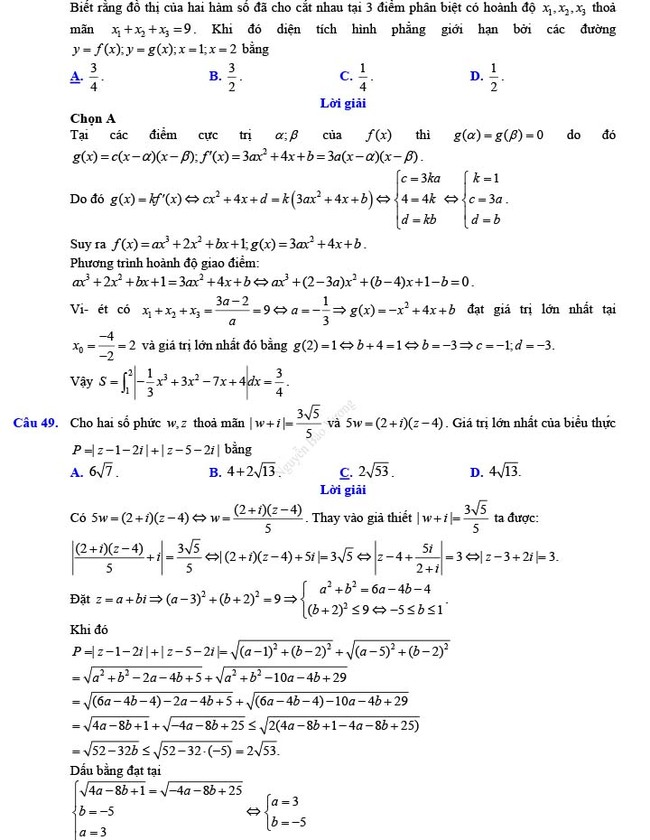 Biết rằng đồ thị của hai hàm số đã cho cắt nhau tại 3 điểm phân biệt có hoành độ x₁, x₂, x₃ thoả
mãn x₁ + x₂ + x₃ = 9. Khi đó diện tích hình phẳng giới hạn bởi các đường
y = f(x); y = g(x); x = 1; x = 2 bằng
A. 3/4. B. 3/2. C. 1/4. D. 1/2.
Lời giải
Chọn A
Tại các điểm cực trị α; β của f(x) thì g(α) = g(β) = 0 do đó
g(x) = c(x − α)(x − β); f′(x) = 3ax² + 4x + b = 3a(x − α)(x − β).
Do đó g(x) = kf′(x) ⇔ cx² + 4x + d = k(3ax² + 4x + b) ⇔ { c = 3ka; 4 = 4k; d = kb ⇔ { k = 1; c = 3a; d = b.
Suy ra f(x) = ax³ + 2x² + bx + 1; g(x) = 3ax² + 4x + b.
Phương trình hoành độ giao điểm:
ax³ + 2x² + bx + 1 = 3ax² + 4x + b ⇔ ax³ + (2 − 3a)x² + (b − 4)x + 1 − b = 0.
Vi- ét có x₁ + x₂ + x₃ = (3a − 2)/a = 9 ⇔ a = −1/3 ⇒ g(x) = −x² + 4x + b đạt giá trị lớn nhất tại
x₀ = −4/−2 = 2 và giá trị lớn nhất đó bằng g(2) = 1 ⇔ b + 4 = 1 ⇔ b = −3 ⇒ c = −1; d = −3.
Vậy S = ∫₁² |−1/3 x³ + 3x² − 7x + 4| dx = 3/4.
Câu 49. Cho hai số phức w, z thoả mãn |w + i| = 3√5/5 và 5w = (2 + i)(z − 4). Giá trị lớn nhất của biểu thức
P = |z − 1 − 2i| + |z − 5 − 2i| bằng
A. 6√7. B. 4 + 2√13. C. 2√53. D. 4√13.
Lời giải
Có 5w = (2 + i)(z − 4) ⇔ w = (2 + i)(z − 4)/5. Thay vào giả thiết |w + i| = 3√5/5 ta được:
|(2 + i)(z − 4)/5 + i| = 3√5/5 ⇔ |(2 + i)(z − 4) + 5i| = 3√5 ⇔ |z − 4 + 5i/(2 + i)| = 3 ⇔ |z − 3 + 2i| = 3.
Đặt z = a + bi ⇒ (a − 3)² + (b + 2)² = 9 ⇒ { a² + b² = 6a − 4b − 4; (b + 2)² ≤ 9 ⇔ −5 ≤ b ≤ 1.
Khi đó
P = |z − 1 − 2i| + |z − 5 − 2i| = √((a − 1)² + (b − 2)²) + √((a − 5)² + (b − 2)²)
= √(a² + b² − 2a − 4b + 5) + √(a² + b² − 10a − 4b + 29)
= √((6a − 4b − 4) − 2a − 4b + 5) + √((6a − 4b − 4) − 10a − 4b + 29)
= √(4a − 8b + 1) + √(−4a − 8b + 25) ≤ √(2(4a − 8b + 1 − 4a − 8b + 25))
= √(52 − 32b) ≤ √(52 − 32·(−5)) = 2√53.
Dấu bằng đạt tại
{ √(4a − 8b + 1) = √(−4a − 8b + 25)
b = −5 ⇔ { a = 3; b = −5
a = 3